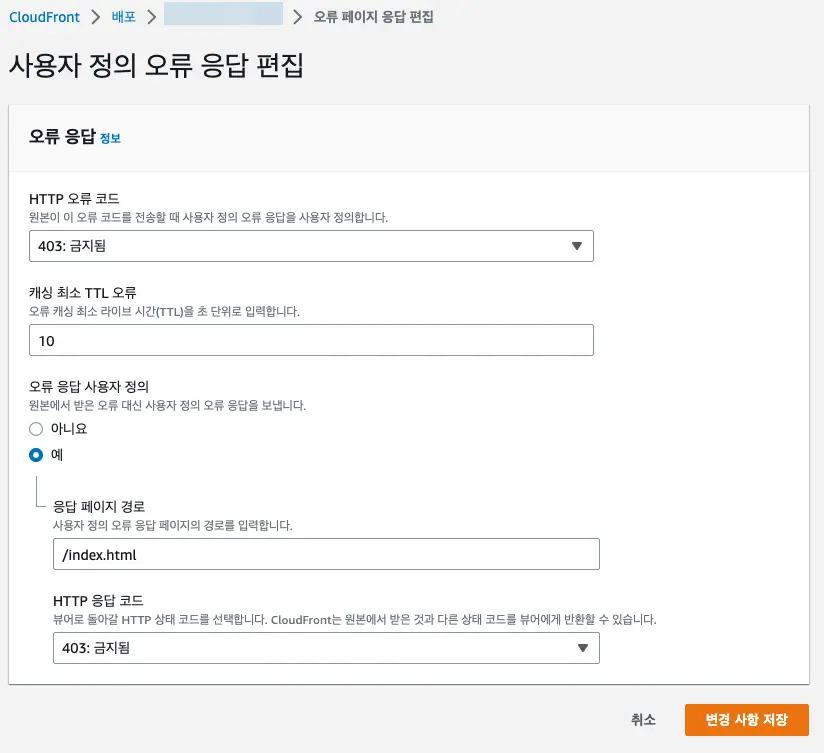 CloudFront > 배포 > > 오류 페이지 응답 편집
사용자 정의 오류 응답 편집
오류 응답 정보
HTTP 오류 코드
원본이 이 오류 코드를 전송할 때 사용자 정의 오류 응답을 사용자 정의합니다.
403: 금지됨
캐싱 최소 TTL 오류
오류 캐싱 최소 라이브 시간(TTL)을 초 단위로 입력합니다.
10
오류 응답 사용자 정의
원본에서 받은 오류 대신 사용자 정의 오류 응답을 보냅니다.
아니요
예
응답 페이지 경로
사용자 정의 오류 응답 페이지의 경로를 입력합니다.
/index.html
HTTP 응답 코드
뷰어로 돌아갈 HTTP 상태 코드를 선택합니다. CloudFront는 원본에서 받은 것과 다른 상태 코드를 뷰어에게 반환할 수 있습니다.
403: 금지됨
취소 변경 사항 저장